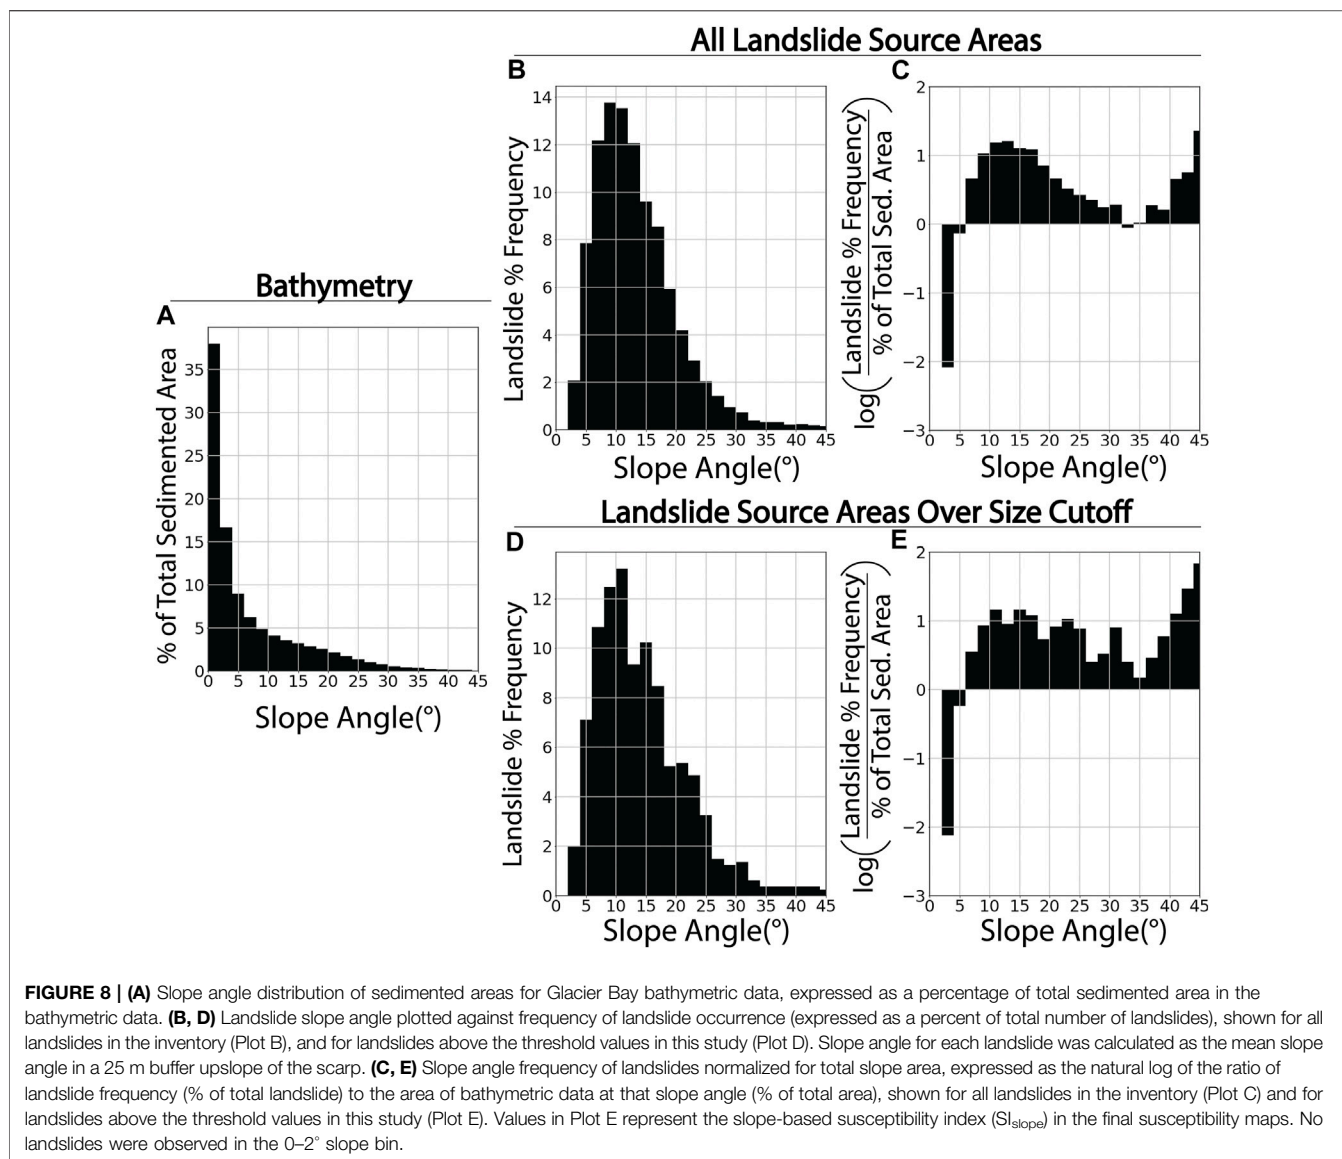 All Landslide Source Areas
B
14
12
10
8
6
4
2
0
Landslide % Frequency
0 5 10 15 20 25 30 35 40 45
Slope Angle(°)
C
2
1
0
−1
−2
−3
log(Landslide % Frequency
% of Total Sed. Area)
0 5 10 15 20 25 30 35 40 45
Slope Angle(°)
Bathymetry
A
35
30
25
20
15
10
5
0
% of Total Sedimented Area
0 5 10 15 20 25 30 35 40 45
Slope Angle(°)
Landslide Source Areas Over Size Cutoff
D
12
10
8
6
4
2
0
Landslide % Frequency
0 5 10 15 20 25 30 35 40 45
Slope Angle(°)
E
2
1
0
−1
−2
−3
log(Landslide % Frequency
% of Total Sed. Area)
0 5 10 15 20 25 30 35 40 45
Slope Angle(°)
FIGURE 8 | (A) Slope angle distribution of sedimented areas for Glacier Bay bathymetric data, expressed as a percentage of total sedimented area in the
bathymetric data. (B, D) Landslide slope angle plotted against frequency of landslide occurrence (expressed as a percent of total number of landslides), shown for all
landslides in the inventory (Plot B), and for landslides above the threshold values in this study (Plot D). Slope angle for each landslide was calculated as the mean slope
angle in a 25 m buffer upslope of the scarp. (C, E) Slope angle frequency of landslides normalized for total slope area, expressed as the natural log of the ratio of
landslide frequency (% of total landslide) to the area of bathymetric data at that slope angle (% of total area), shown for all landslides in the inventory (Plot C) and for
landslides above the threshold values in this study (Plot E). Values in Plot E represent the slope-based susceptibility index (SIslope) in the final susceptibility maps. No
landslides were observed in the 0–2° slope bin.